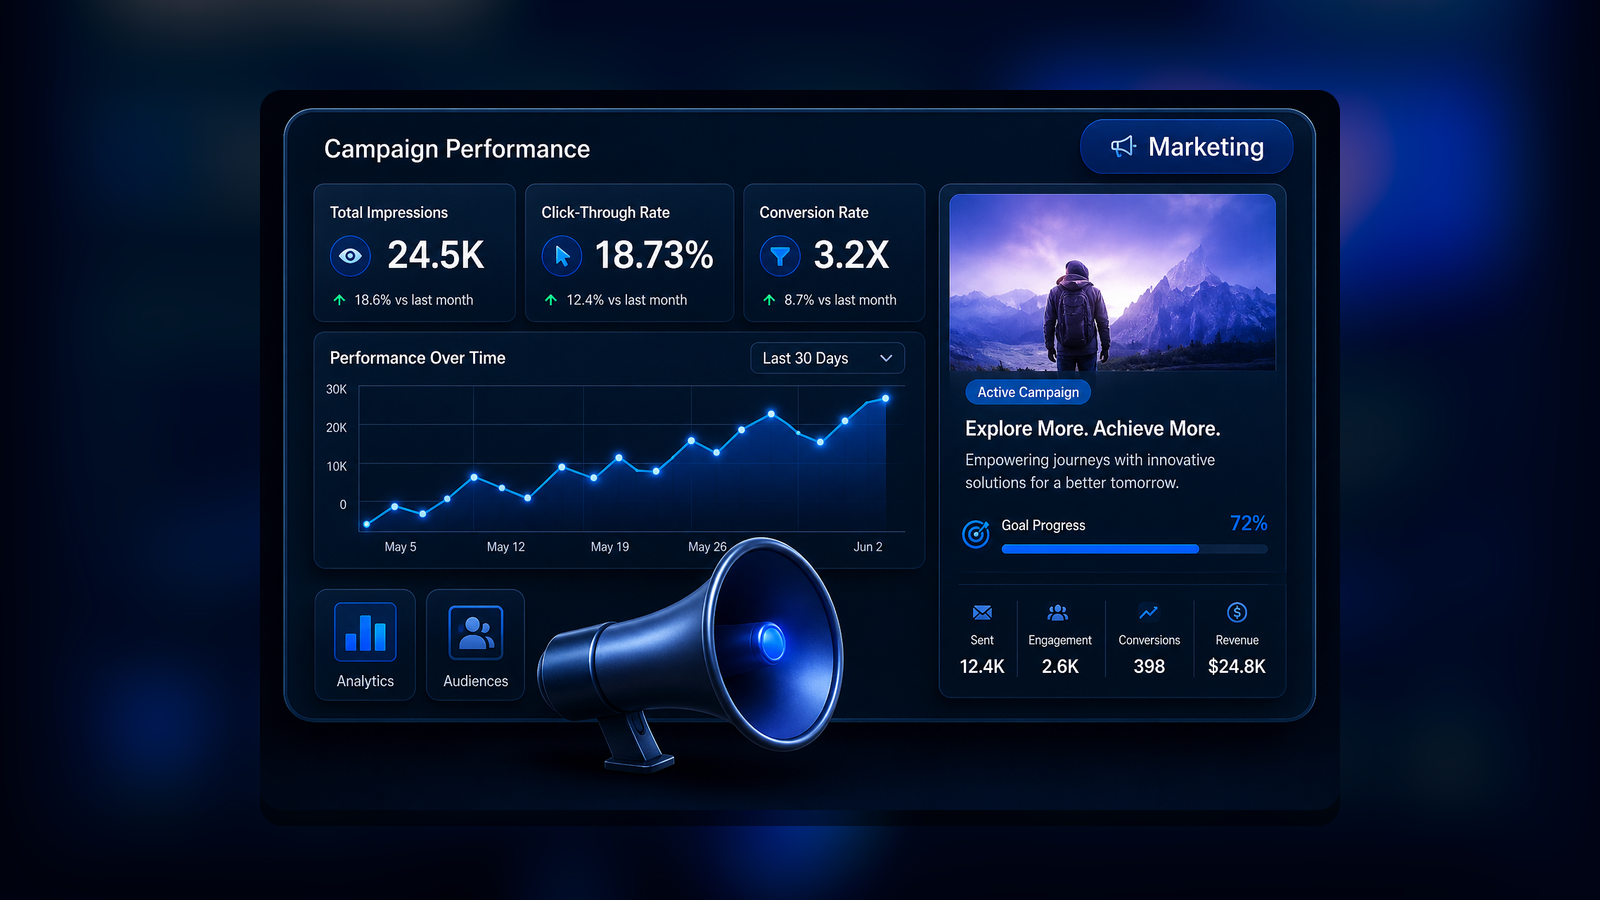 Campaign Performance
Marketing
Total Impressions
24.5K
18.6% vs last month
Click-Through Rate
18.73%
12.4% vs last month
Conversion Rate
3.2X
8.7% vs last month
Performance Over Time
Last 30 Days
30K
20K
10K
0
May 5
May 12
May 19
May 26
Jun 2
Analytics
Audiences
Active Campaign
Explore More. Achieve More.
Empowering journeys with innovative
solutions for a better tomorrow.
Goal Progress
72%
Sent
12.4K
Engagement
2.6K
Conversions
398
Revenue
$24.8K